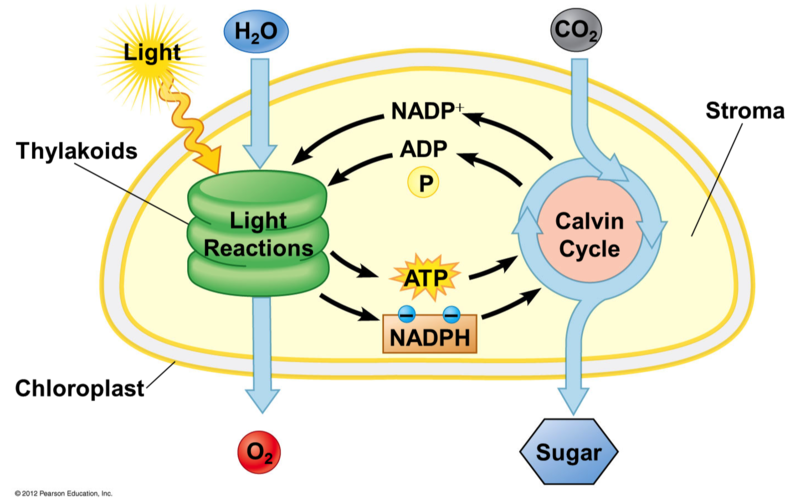 H₂O
CO₂
Light
NADP⁺
Stroma
Thylakoids
ADP
P
Light
Reactions
Calvin
Cycle
ATP
− −
NADPH
Chloroplast
O₂
Sugar
© 2012 Pearson Education, Inc.